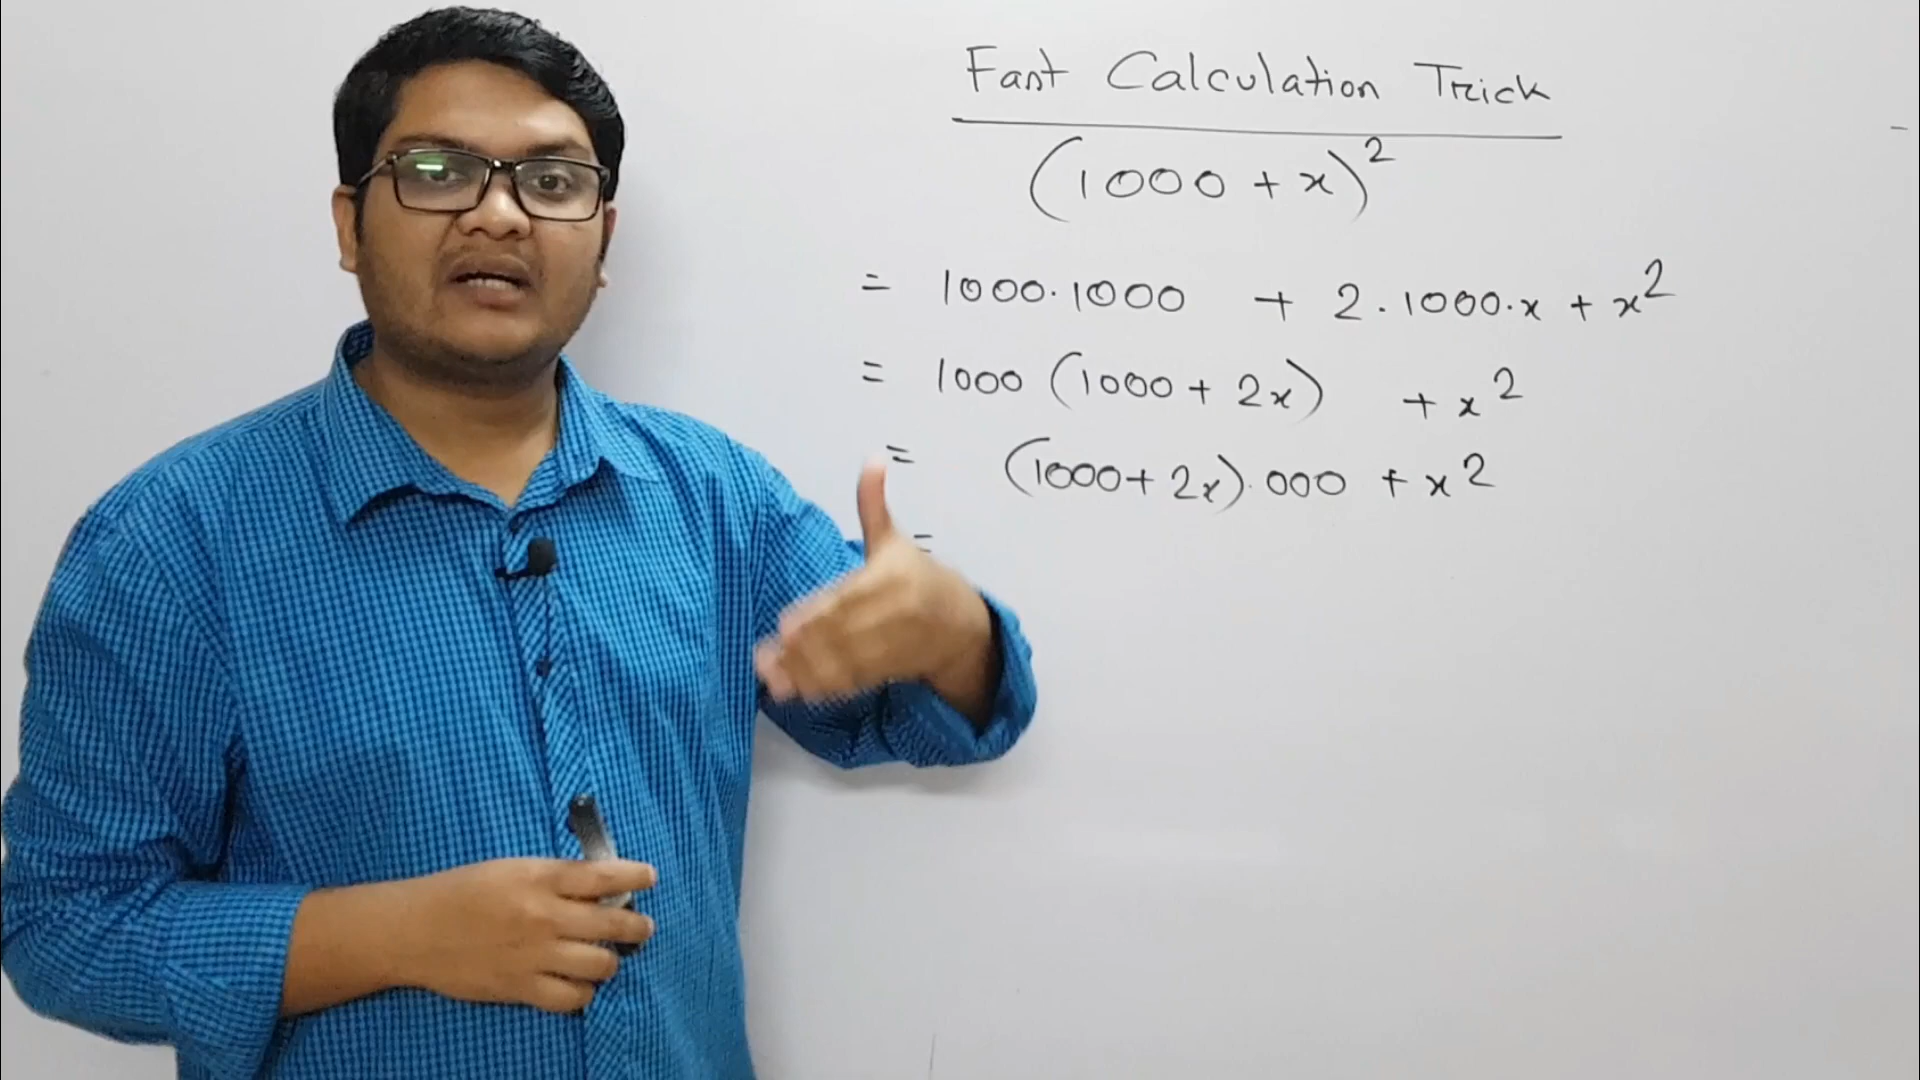 Fast Calculation Trick
(1000 + x)²
= 1000·1000 + 2·1000·x + x²
= 1000 (1000 + 2x) + x²
= (1000 + 2x)·000 + x²
=